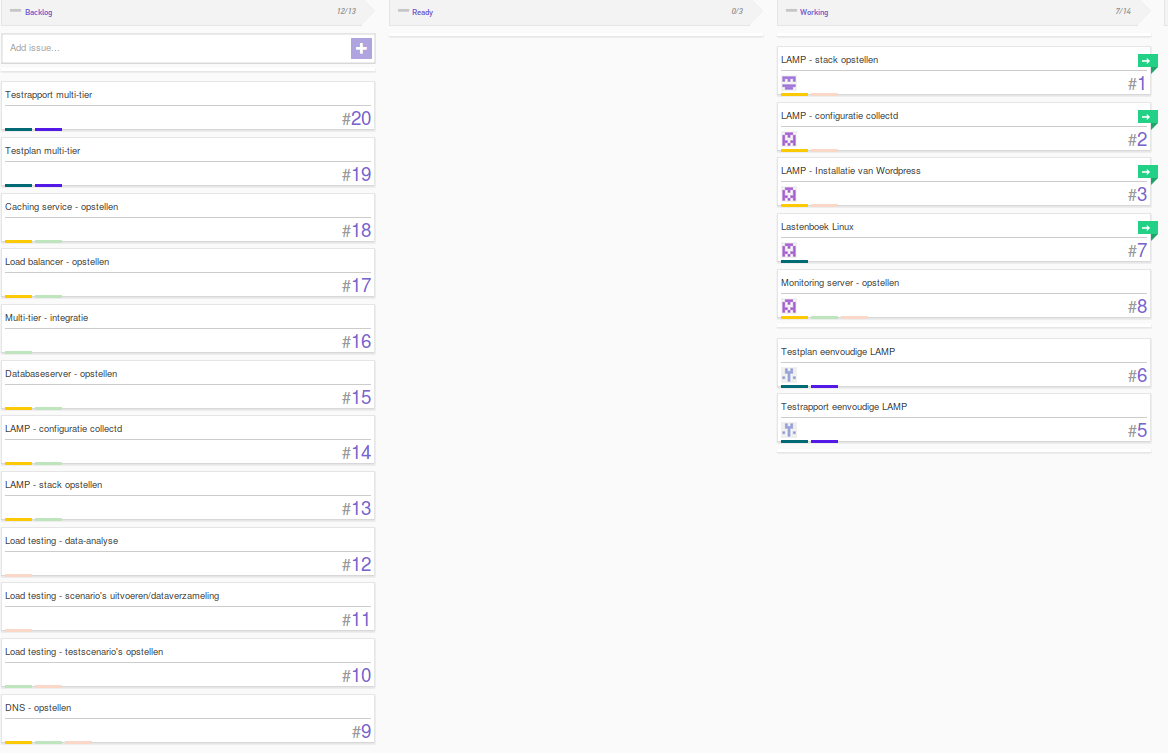 Backlog 12/13
Add issue...
Testrapport multi-tier
#20
Testplan multi-tier
#19
Caching service - opstellen
#18
Load balancer - opstellen
#17
Multi-tier - integratie
#16
Databaseserver - opstellen
#15
LAMP - configuratie collectd
#14
LAMP - stack opstellen
#13
Load testing - data-analyse
#12
Load testing - scenario's uitvoeren/dataverzameling
#11
Load testing - testscenario's opstellen
#10
DNS - opstellen
#9
Ready 0/3
Working 7/14
LAMP - stack opstellen
#1
LAMP - configuratie collectd
#2
LAMP - Installatie van Wordpress
#3
Lastenboek Linux
#7
Monitoring server - opstellen
#8
Testplan eenvoudige LAMP
#6
Testrapport eenvoudige LAMP
#5